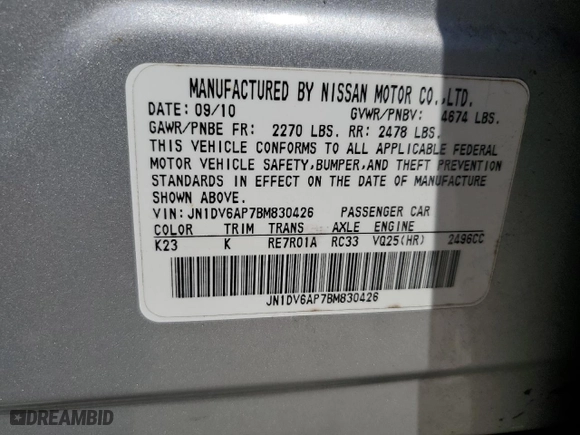 MANUFACTURED BY NISSAN MOTOR CO.,LTD.
DATE: 09/10 GVWR/PNBV: 4674 LBS.
GAWR/PNBE FR: 2270 LBS. RR: 2478 LBS.
THIS VEHICLE CONFORMS TO ALL APPLICABLE FEDERAL
MOTOR VEHICLE SAFETY,BUMPER,AND THEFT PREVENTION
STANDARDS IN EFFECT ON THE DATE OF MANUFACTURE
SHOWN ABOVE.
VIN: JN1DV6AP7BM830426 PASSENGER CAR
COLOR TRIM TRANS AXLE ENGINE
K23 K RE7R01A RC33 VQ25(HR) 2496CC
JN1DV6AP7BM830426
DREAMBID